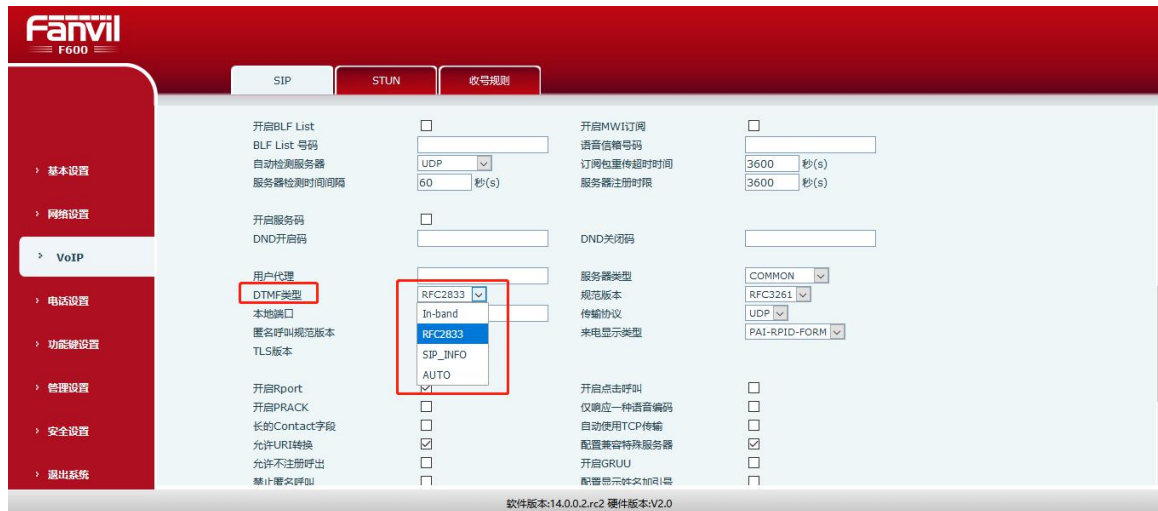 Fanvil
F600
SIP
STUN
收号规则
基本设置
网络设置
VoIP
电话设置
功能键设置
管理设置
安全设置
退出系统
开启BLF List 开启MWI订阅
BLF List 号码 语音信箱号码
自动检测服务器 UDP 订阅包重传超时时间 3600 秒(s)
服务器检测时间间隔 60 秒(s) 服务器注册时限 3600 秒(s)
开启服务码
DND开启码 DND关闭码
用户代理 服务器类型 COMMON
DTMF类型 RFC2833 规范版本 RFC3261
本地端口 In-band 传输协议 UDP
匿名呼叫规范版本 RFC2833 来电显示类型 PAI-RPID-FORM
TLS版本 SIP_INFO
AUTO
开启Rport 开启点击呼叫
开启PRACK 仅响应一种语音编码
长的Contact字段 自动使用TCP传输
允许URI转换 配置兼容特殊服务器
允许不注册呼出 开启GRUU
禁止匿名呼叫 配置显示姓名加引号
软件版本:14.0.0.2.rc2 硬件版本:V2.0